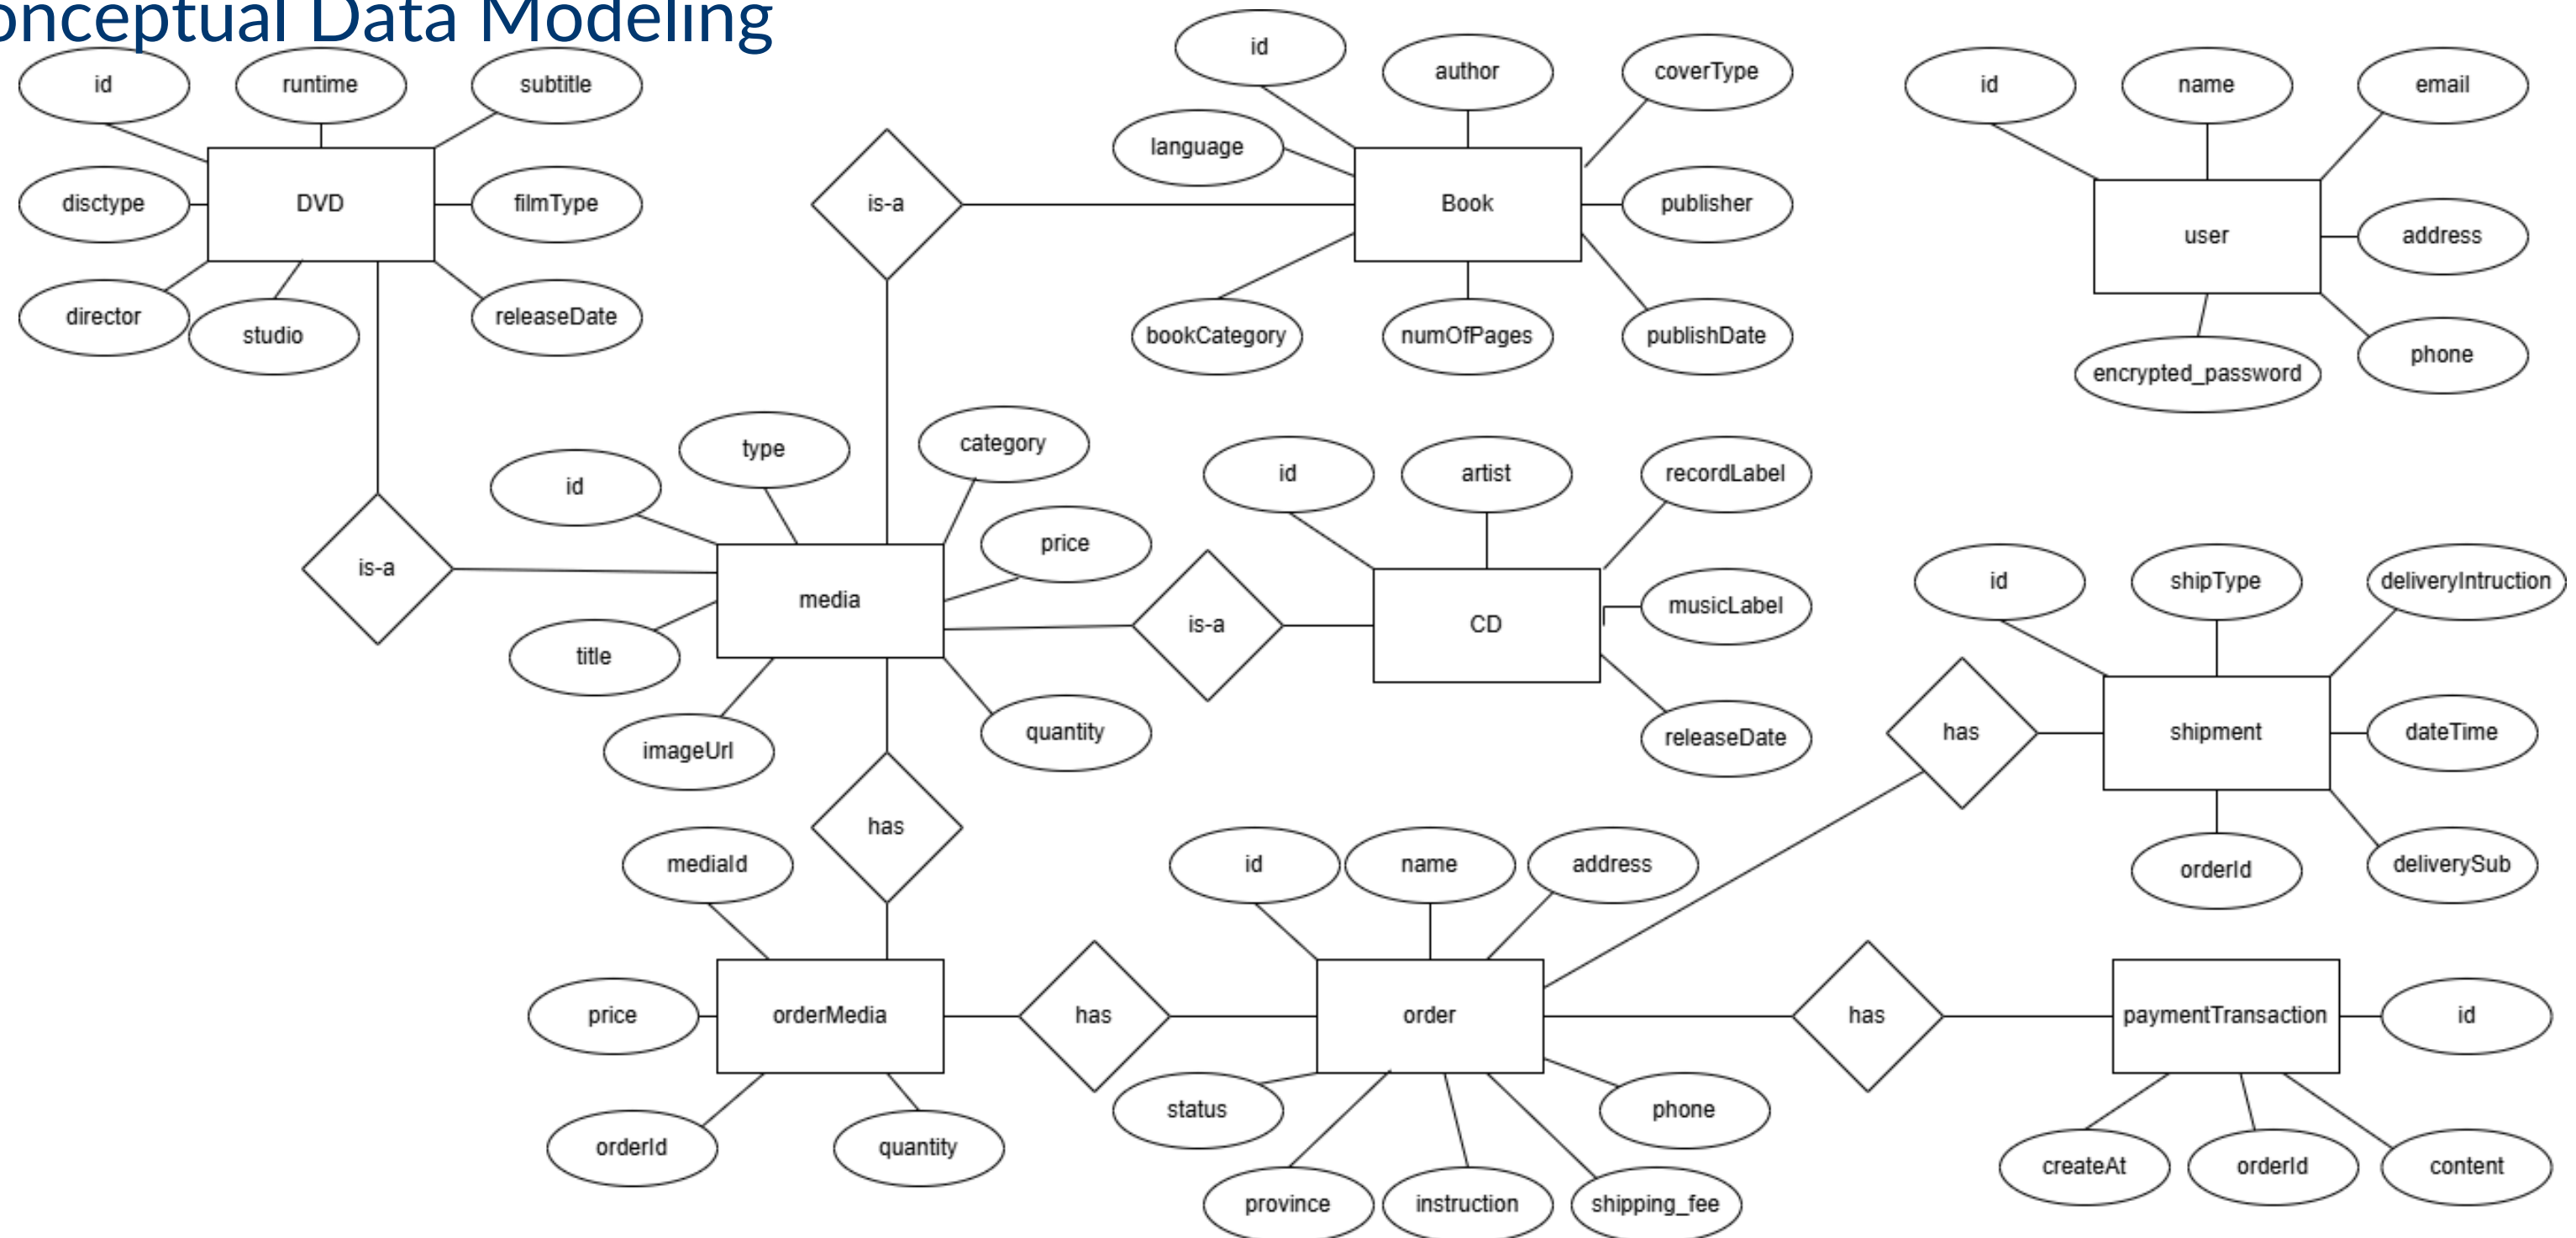 onceptual Data Modeling
id
runtime
subtitle
disctype
DVD
filmType
director
studio
releaseDate
is-a
id
author
coverType
language
Book
publisher
bookCategory
numOfPages
publishDate
is-a
id
name
email
user
address
encrypted_password
phone
id
type
category
price
media
title
imageUrl
quantity
is-a
id
artist
recordLabel
CD
musicLabel
releaseDate
id
shipType
deliveryIntruction
has
shipment
dateTime
orderId
deliverySub
has
mediaId
price
orderMedia
has
orderId
quantity
id
name
address
order
status
phone
province
instruction
shipping_fee
has
paymentTransaction
id
createAt
orderId
content